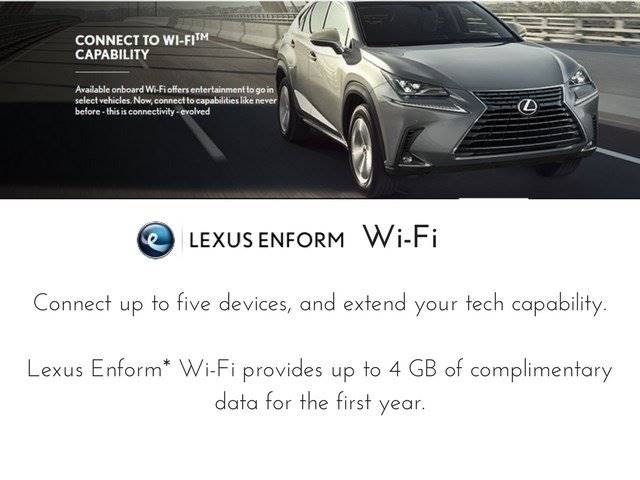 CONNECT TO WI-FI™
CAPABILITY
Available onboard Wi-Fi offers entertainment to go in
select vehicles. Now, connect to capabilities like never
before - this is connectivity - evolved
e LEXUS ENFORM Wi-Fi
Connect up to five devices, and extend your tech capability.
Lexus Enform* Wi-Fi provides up to 4 GB of complimentary
data for the first year.